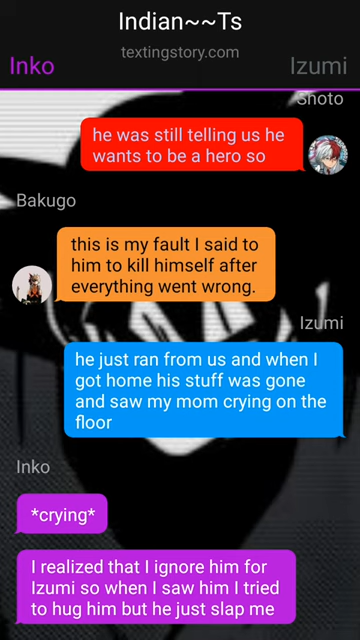 Indian~~Ts
textingstory.com
Inko
Izumi
Shoto
he was still telling us he
wants to be a hero so
Bakugo
this is my fault I said to
him to kill himself after
everything went wrong.
Izumi
he just ran from us and when I
got home his stuff was gone
and saw my mom crying on the
floor
Inko
*crying*
I realized that I ignore him for
Izumi so when I saw him I tried
to hug him but he just slap me